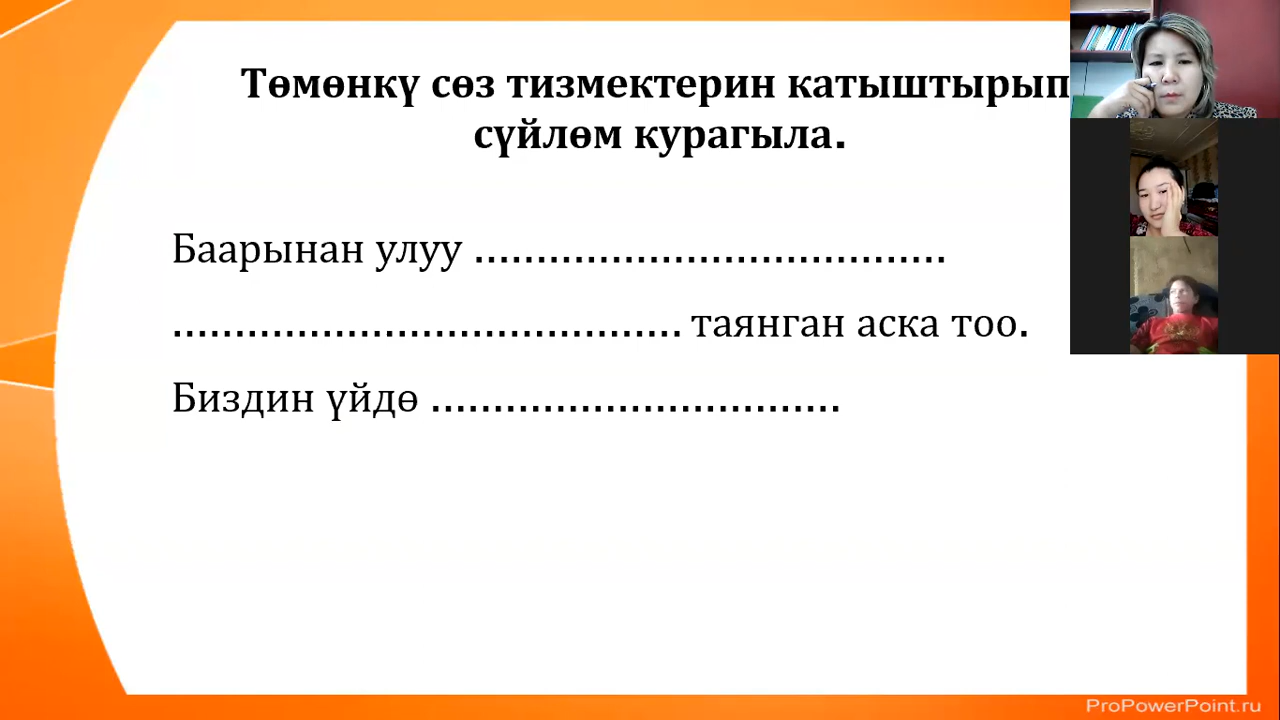 Төмөнкү сөз тизмектерин катыштырып
сүйлөм курагыла.
Баарынан улуу ......................................
......................................... таянган аска тоо.
Биздин үйдө .................................
ProPowerPoint.ru